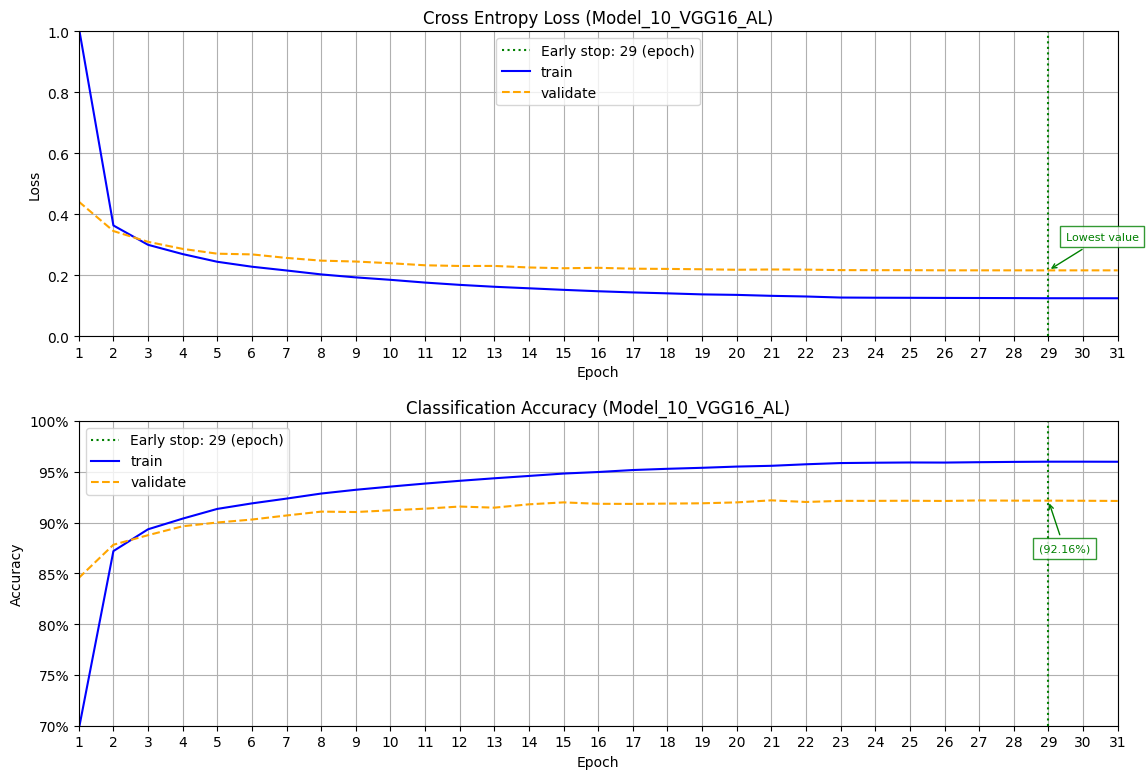 Cross Entropy Loss (Model_10_VGG16_AL)
1.0
0.8
0.6
0.4
0.2
0.0
Loss
Early stop: 29 (epoch)
train
validate
Lowest value
1 2 3 4 5 6 7 8 9 10 11 12 13 14 15 16 17 18 19 20 21 22 23 24 25 26 27 28 29 30 31
Epoch
Classification Accuracy (Model_10_VGG16_AL)
100%
95%
90%
85%
80%
75%
70%
Accuracy
Early stop: 29 (epoch)
train
validate
(92.16%)
1 2 3 4 5 6 7 8 9 10 11 12 13 14 15 16 17 18 19 20 21 22 23 24 25 26 27 28 29 30 31
Epoch